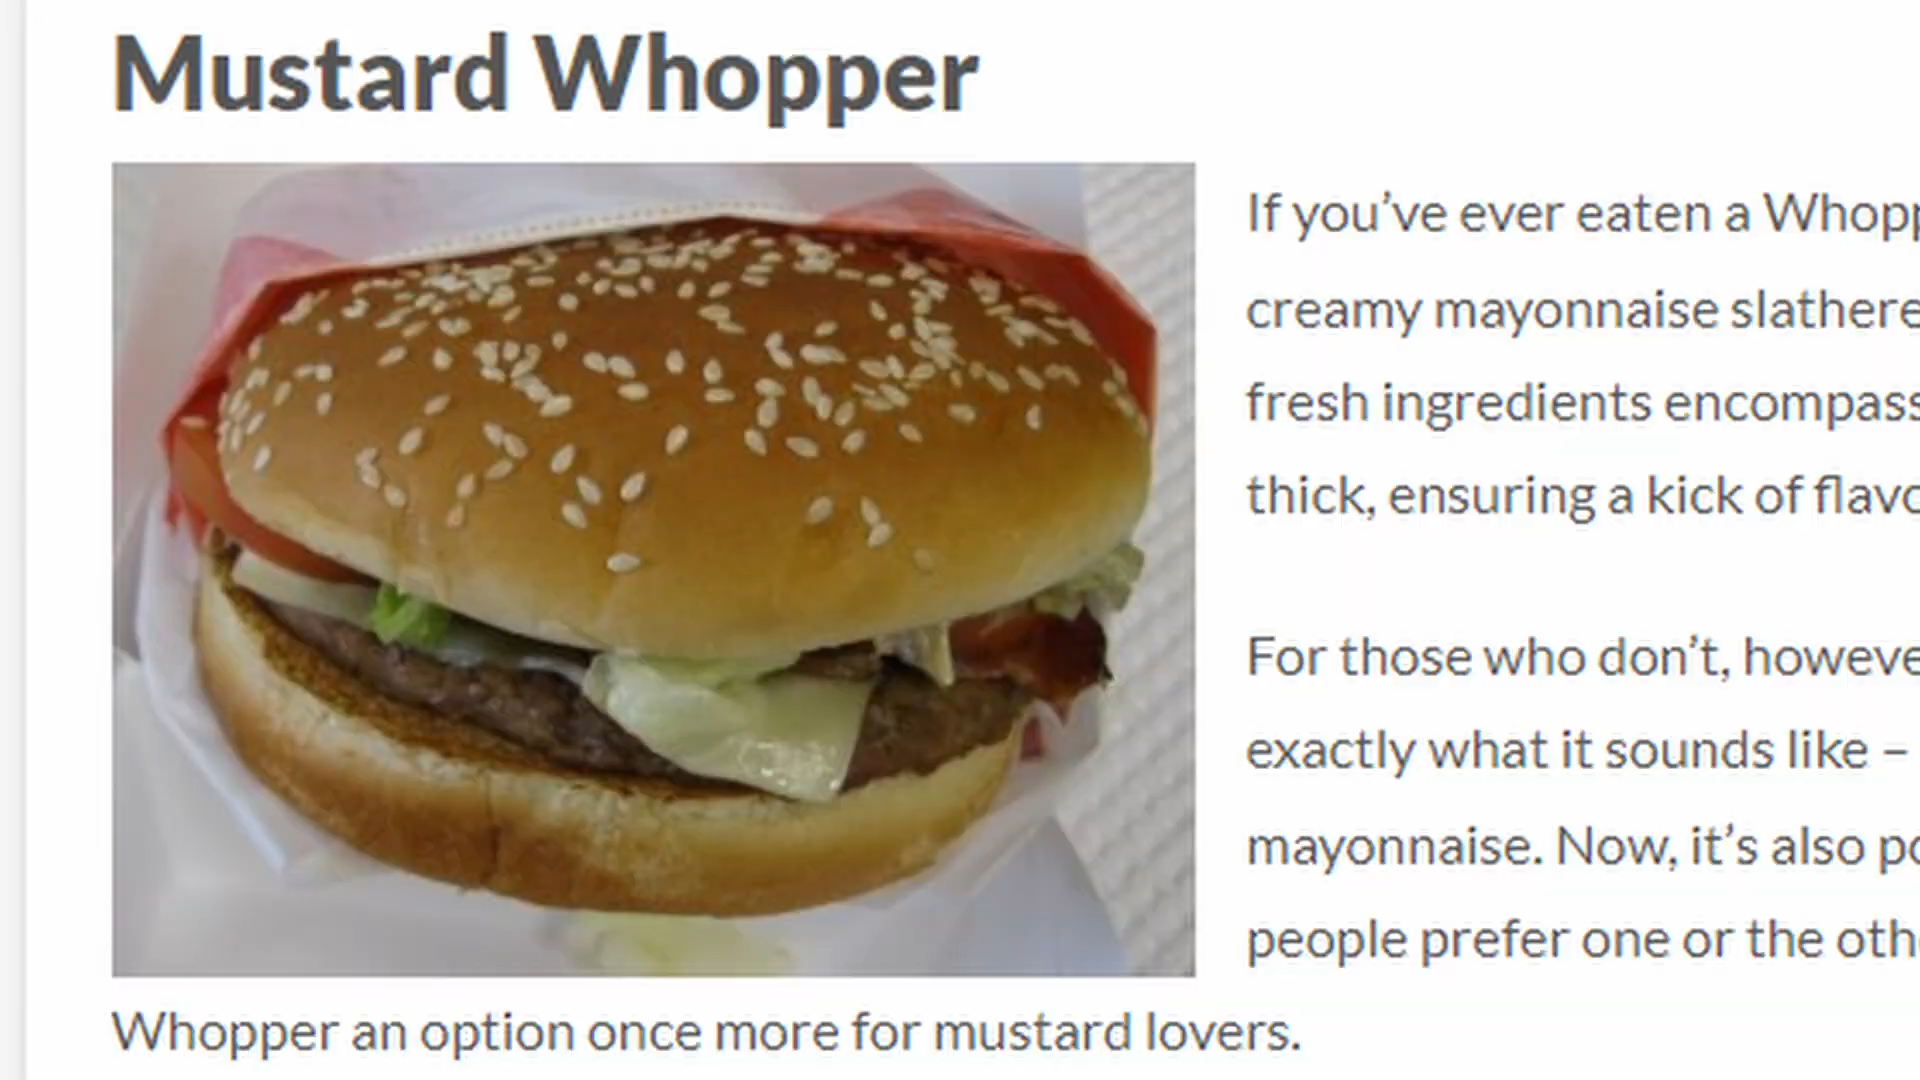 Mustard Whopper
If you’ve ever eaten a
creamy mayonnaise
fresh ingredients
thick, ensuring a kick of
For those who don’t,
exactly what it sounds like –
mayonnaise. Now, it’s also
people prefer one or the
Whopper an option once more for mustard lovers.